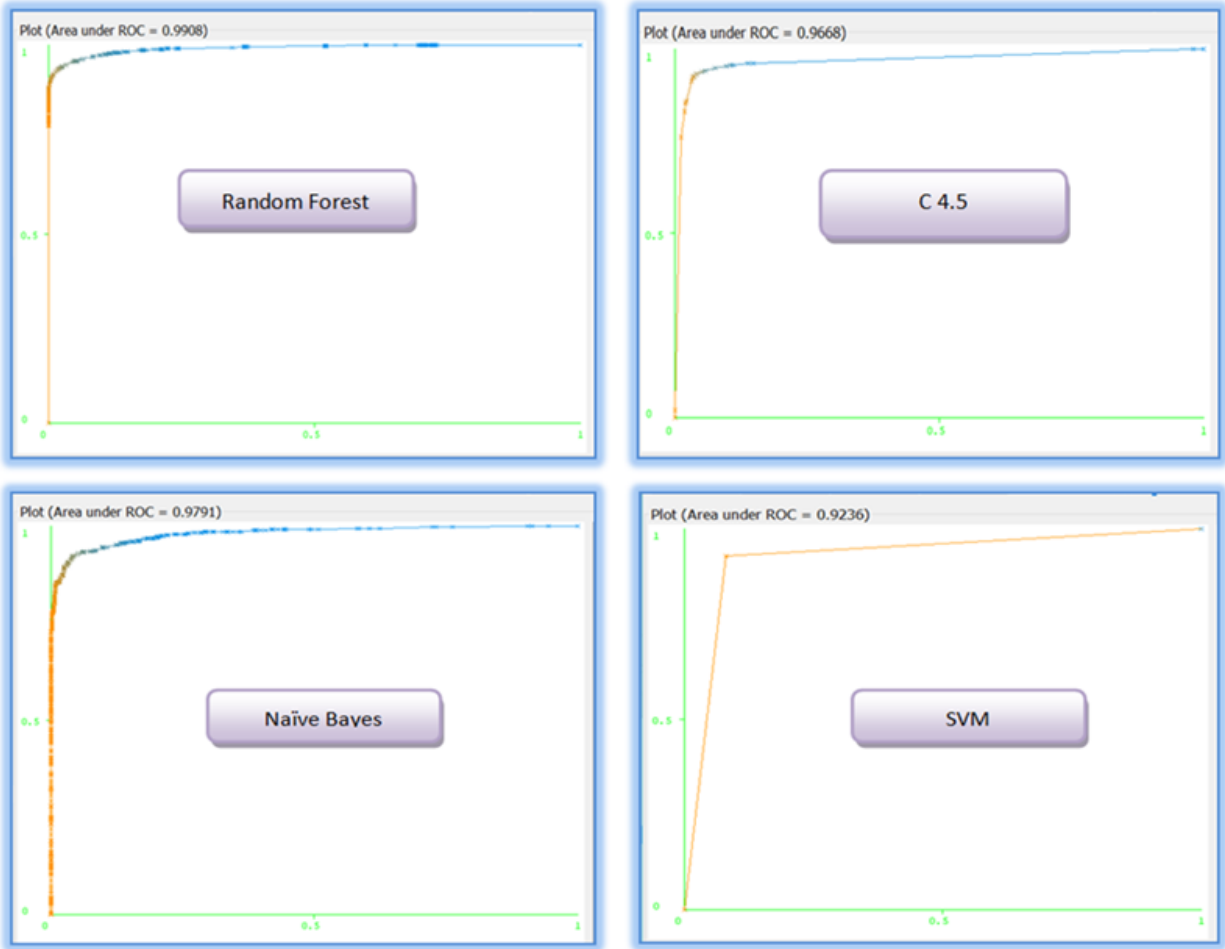 Plot (Area under ROC = 0.9908)
1
Random Forest
0.5
0
0 0.5 1
Plot (Area under ROC = 0.9668)
1
C 4.5
0.5
0
0 0.5 1
Plot (Area under ROC = 0.9791)
1
0.5
Naïve Bayes
0
0 0.5 1
Plot (Area under ROC = 0.9236)
1
0.5
SVM
0
0 0.5 1